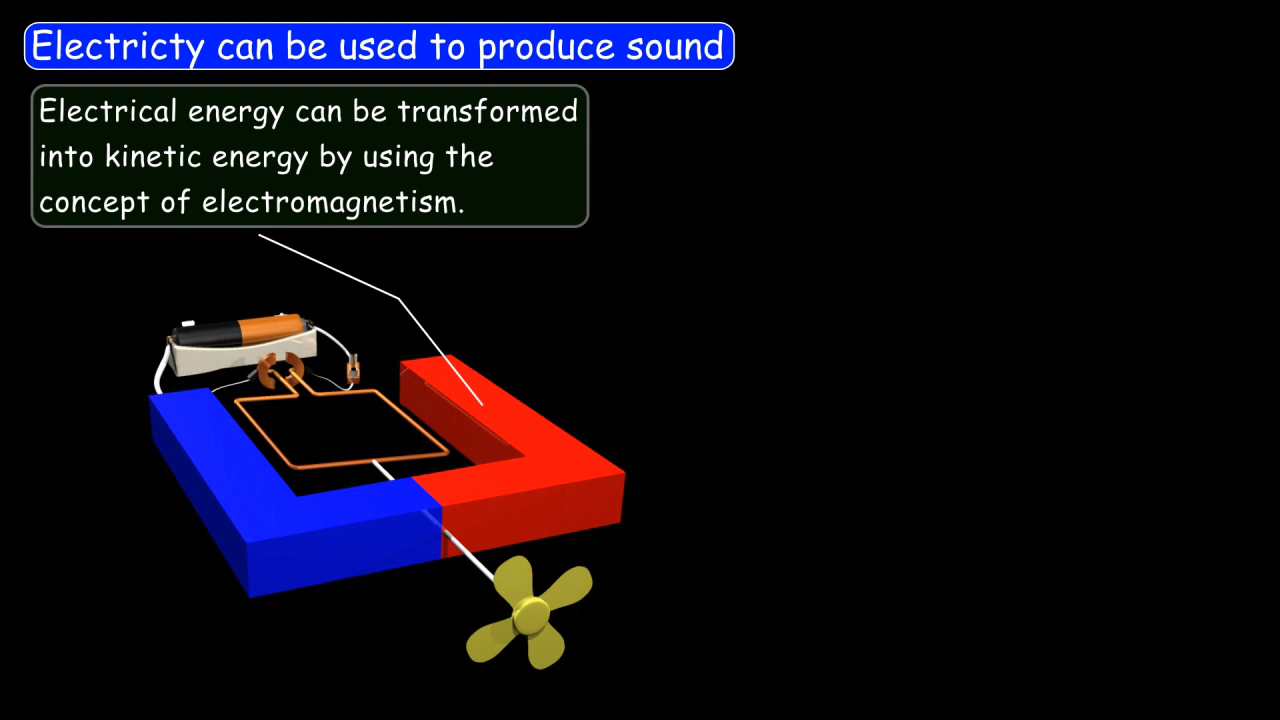 Electricty can be used to produce sound
Electrical energy can be transformed
into kinetic energy by using the
concept of electromagnetism.